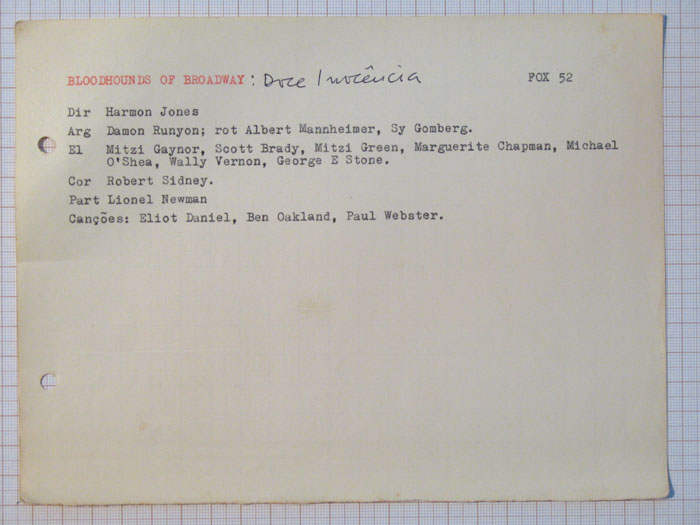 BLOODHOUNDS OF BROADWAY : Doce Inocência FOX 52
Dir Harmon Jones
Arg Damon Runyon; rot Albert Mannheimer, Sy Gomberg.
El Mitzi Gaynor, Scott Brady, Mitzi Green, Marguerite Chapman, Michael
O'Shea, Wally Vernon, George E Stone.
Cor Robert Sidney.
Part Lionel Newman
Canções: Eliot Daniel, Ben Oakland, Paul Webster.